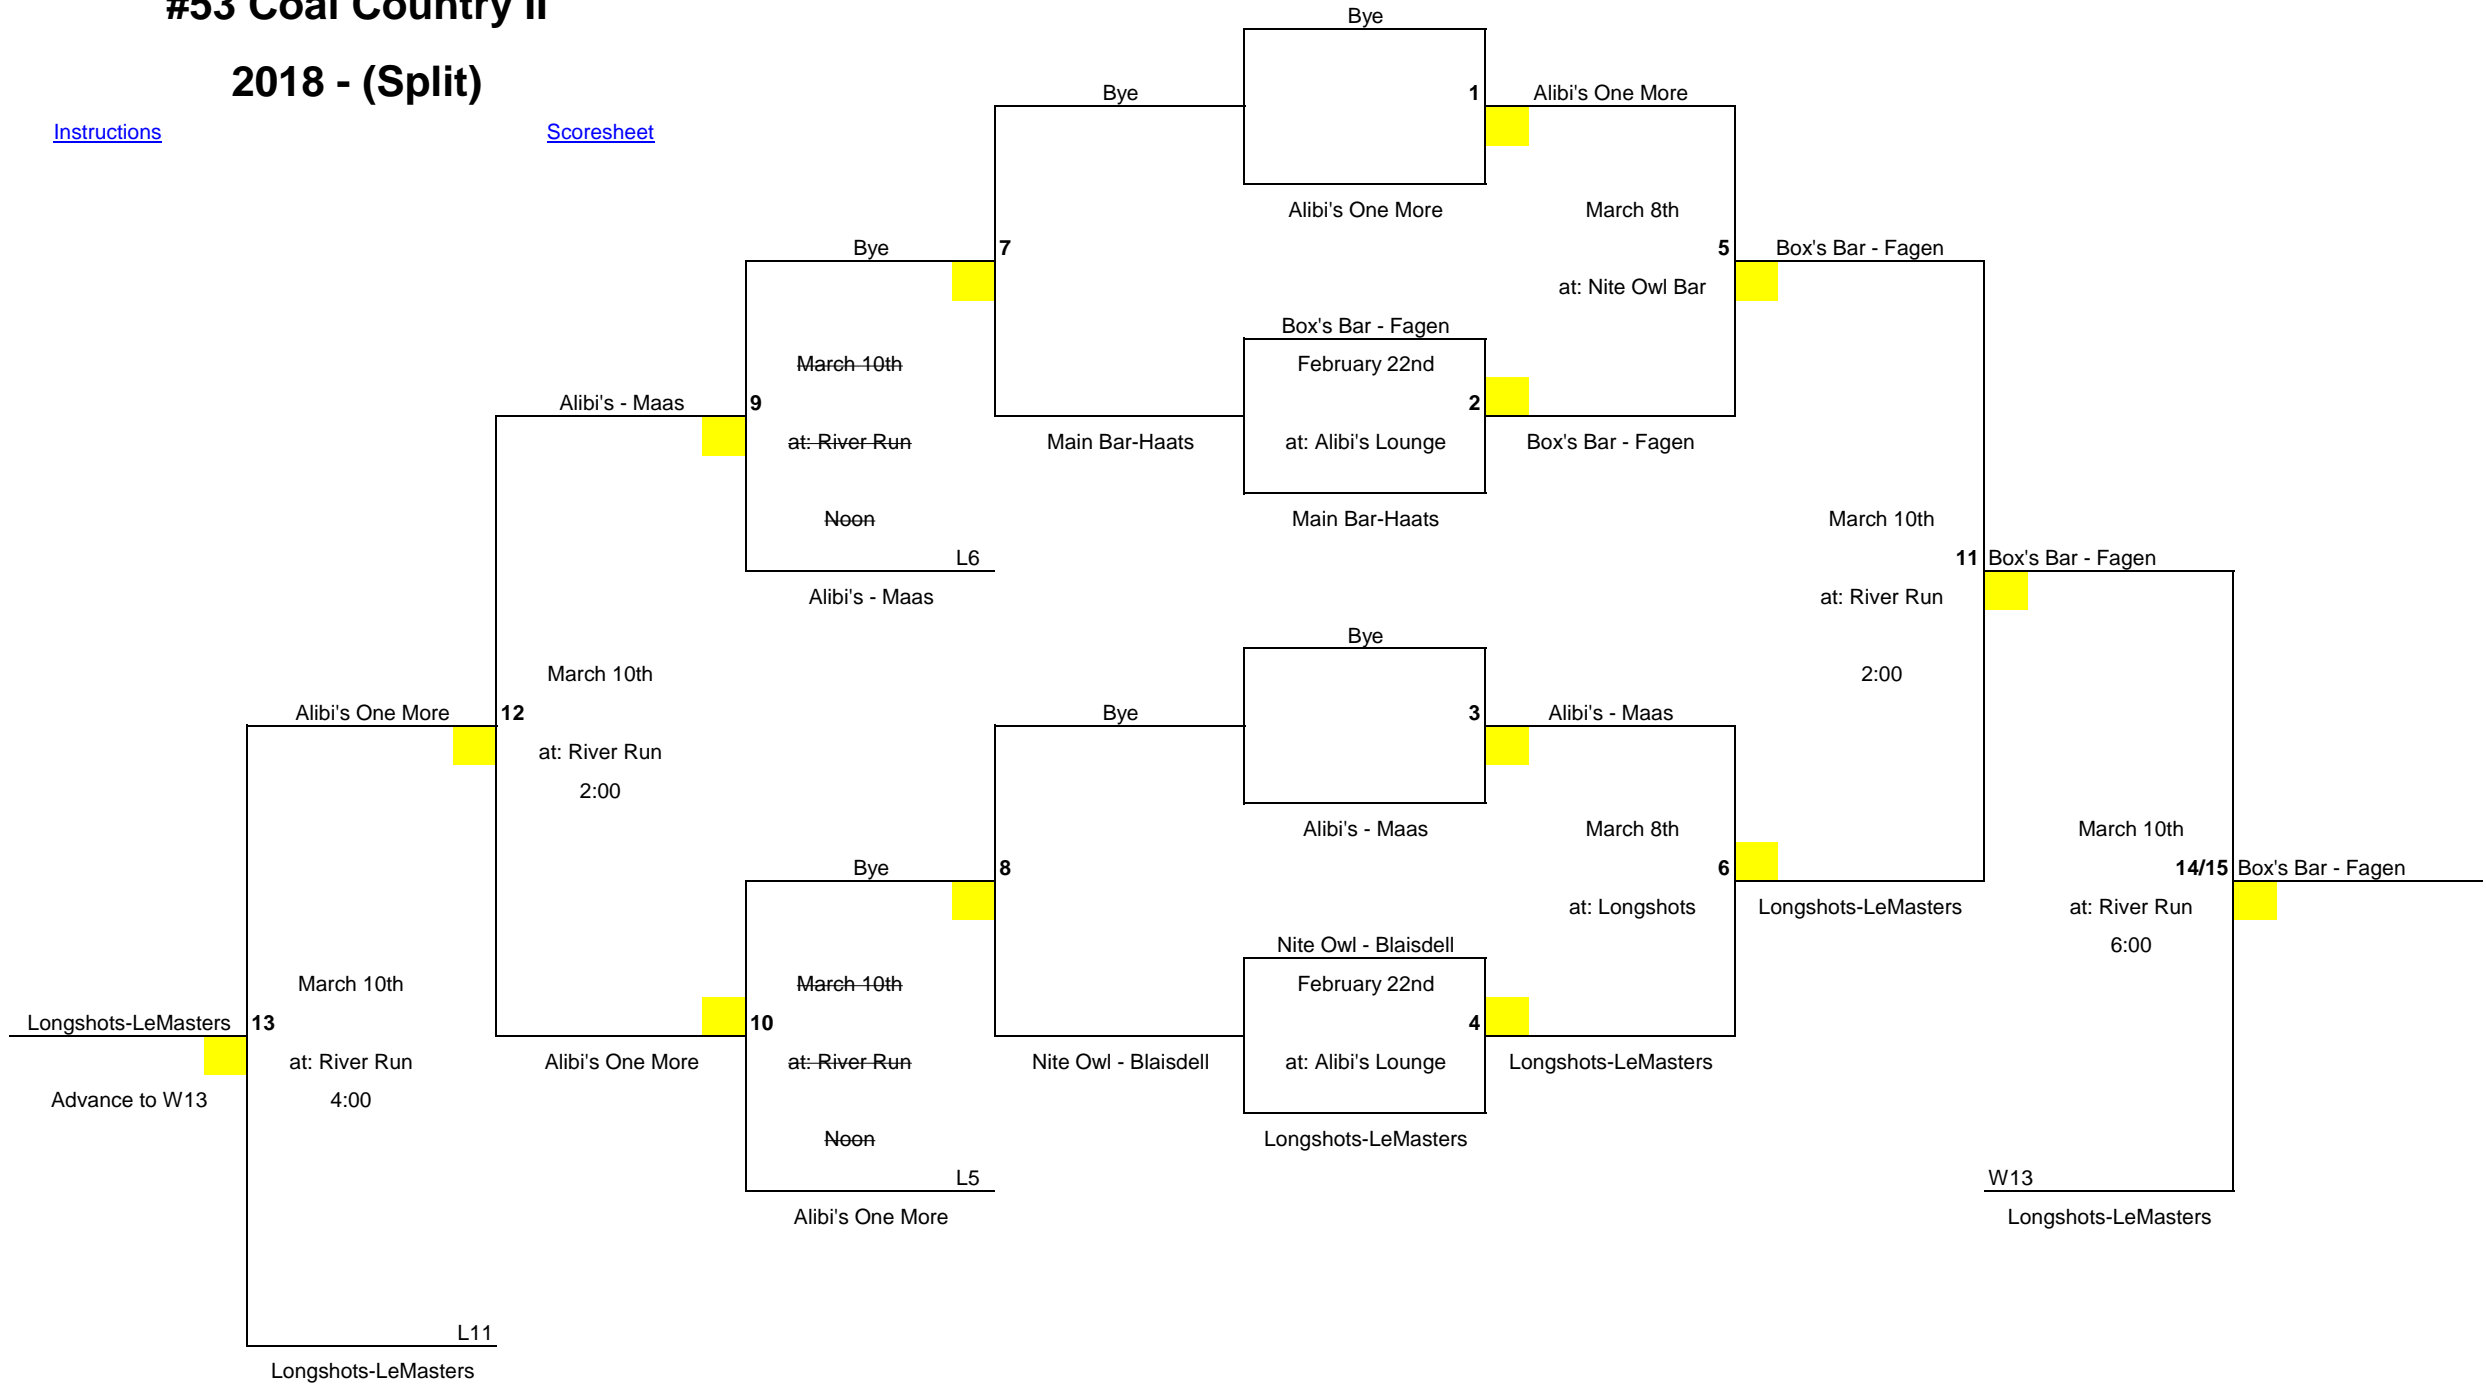 #53 Coal Country II
2018 - (Split)
Instructions
Scoresheet
Bye
Bye
1
Alibi's One More
Alibi's One More
March 8th
Bye
7
5
Box's Bar - Fagen
at: Nite Owl Bar
Box's Bar - Fagen
March 10th
February 22nd
Alibi's - Maas
9
2
at: River Run
Main Bar-Haats
at: Alibi's Lounge
Box's Bar - Fagen
Noon
Main Bar-Haats
March 10th
L6
11
Box's Bar - Fagen
Alibi's - Maas
at: River Run
Bye
March 10th
2:00
Alibi's One More
12
Bye
3
Alibi's - Maas
at: River Run
2:00
Alibi's - Maas
March 8th
March 10th
Bye
8
6
14/15
Box's Bar - Fagen
at: Longshots
Longshots-LeMasters
at: River Run
Nite Owl - Blaisdell
6:00
March 10th
March 10th
February 22nd
Longshots-LeMasters
13
10
4
at: River Run
Alibi's One More
at: River Run
Nite Owl - Blaisdell
at: Alibi's Lounge
Longshots-LeMasters
Advance to W13
4:00
Noon
Longshots-LeMasters
L5
W13
Alibi's One More
Longshots-LeMasters
L11
Longshots-LeMasters